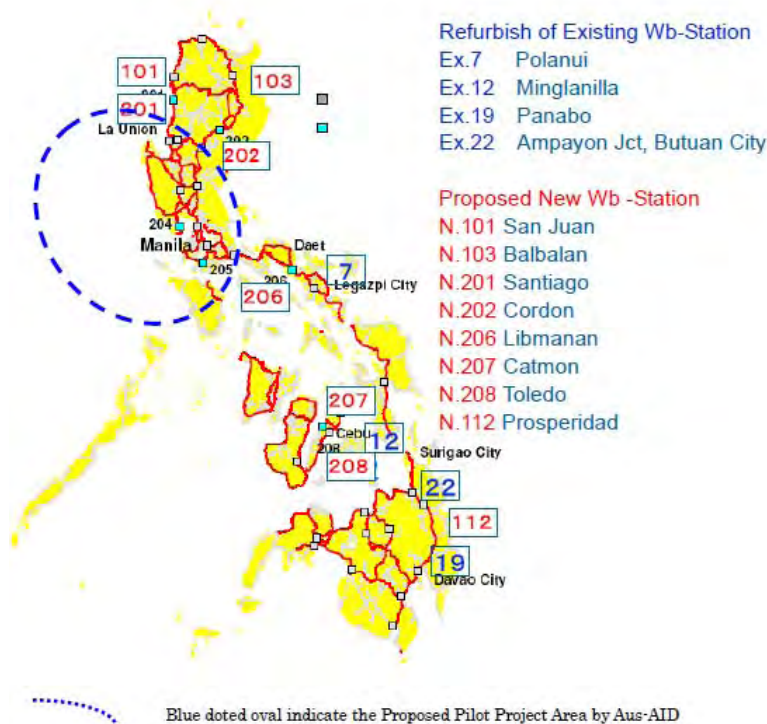 Refurbish of Existing Wb-Station
Ex.7 Polanui
Ex.12 Minglanilla
Ex.19 Panabo
Ex.22 Ampayon Jct, Butuan City
Proposed New Wb -Station
N.101 San Juan
N.103 Balbalan
N.201 Santiago
N.202 Cordon
N.206 Libmanan
N.207 Catmon
N.208 Toledo
N.112 Prosperidad
101
103
201
La Union
202
204
Manila
205
Daet
206
7
Legazpi City
206
207
Cebu
12
208
208
Surigao City
22
112
19
Davao City
Blue doted oval indicate the Proposed Pilot Project Area by Aus-AID